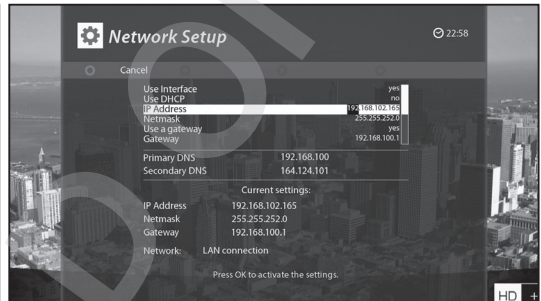 Network Setup
22:58
Cancel
Use Interface yes
Use DHCP no
IP Address 192.168.102.165
Netmask 255.255.252.0
Use a gateway yes
Gateway 192.168.100.1
Primary DNS 192.168.100
Secondary DNS 164.124.101
Current settings:
IP Address 192.168.102.165
Netmask 255.255.252.0
Gateway 192.168.100.1
Network: LAN connection
Press OK to activate the settings.
HD +